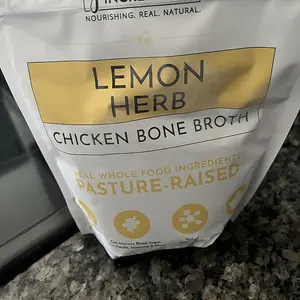 NOURISHING. REAL. NATURAL.
LEMON
HERB
CHICKEN BONE BROTH
REAL WHOLE FOOD INGREDIENTS
PASTURE-RAISED